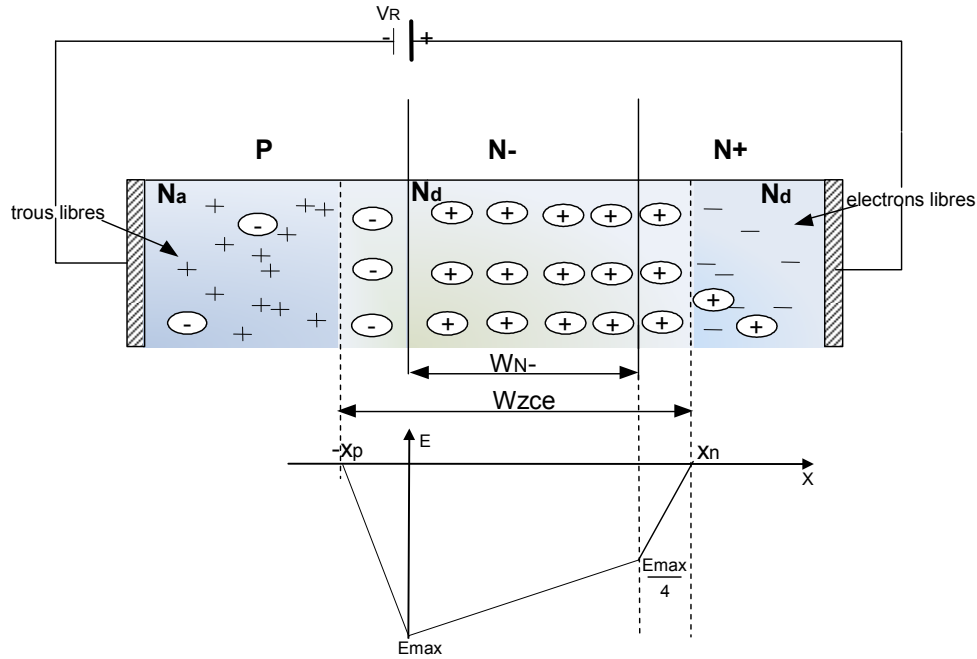 VR
- +
P N- N+
Na Nd Nd
trous libres
electrons libres
WN-
Wzce
-xp E xn
X
Emax
4
Emax